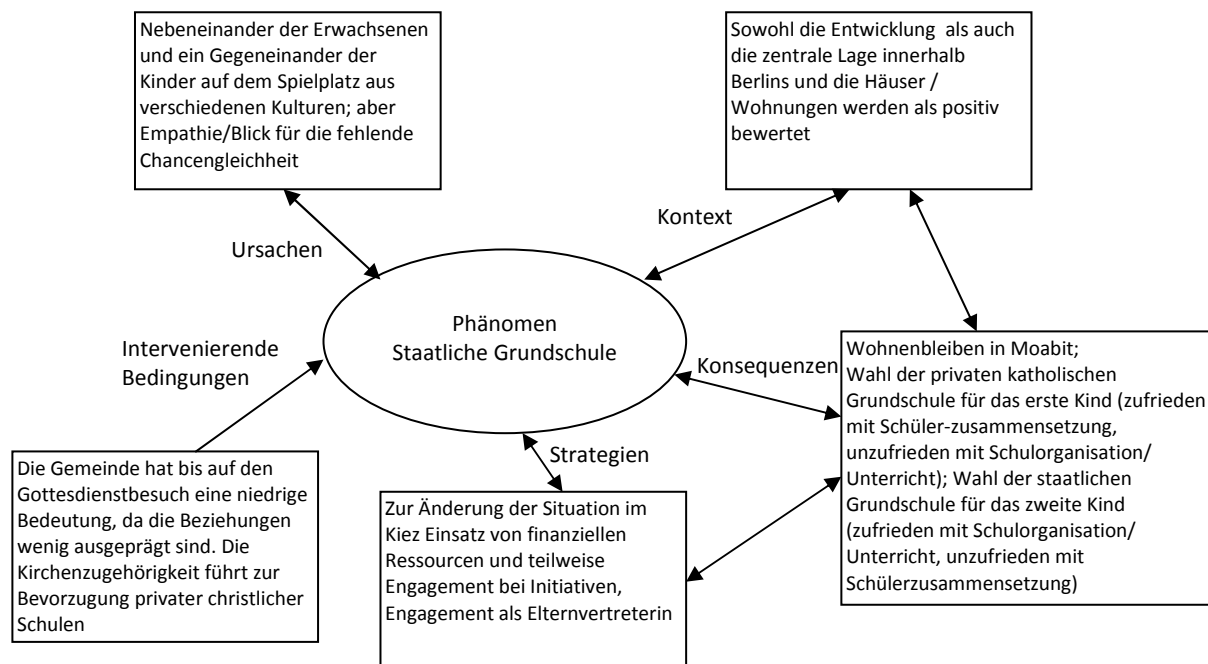 Nebeneinander der Erwachsenen
und ein Gegeneinander der
Kinder auf dem Spielplatz aus
verschiedenen Kulturen; aber
Empathie/Blick für die fehlende
Chancengleichheit
Sowohl die Entwicklung als auch
die zentrale Lage innerhalb
Berlins und die Häuser /
Wohnungen werden als positiv
bewertet
Ursachen
Kontext
Phänomen
Staatliche Grundschule
Intervenierende
Bedingungen
Konsequenzen
Strategien
Wohnenbleiben in Moabit;
Wahl der privaten katholischen
Grundschule für das erste Kind (zufrieden
mit Schüler-zusammensetzung,
unzufrieden mit Schulorganisation/
Unterricht); Wahl der staatlichen
Grundschule für das zweite Kind
(zufrieden mit Schulorganisation/
Unterricht, unzufrieden mit
Schülerzusammensetzung)
Die Gemeinde hat bis auf den
Gottesdienstbesuch eine niedrige
Bedeutung, da die Beziehungen
wenig ausgeprägt sind. Die
Kirchenzugehörigkeit führt zur
Bevorzugung privater christlicher
Schulen
Zur Änderung der Situation im
Kiez Einsatz von finanziellen
Ressourcen und teilweise
Engagement bei Initiativen,
Engagement als Elternvertreterin